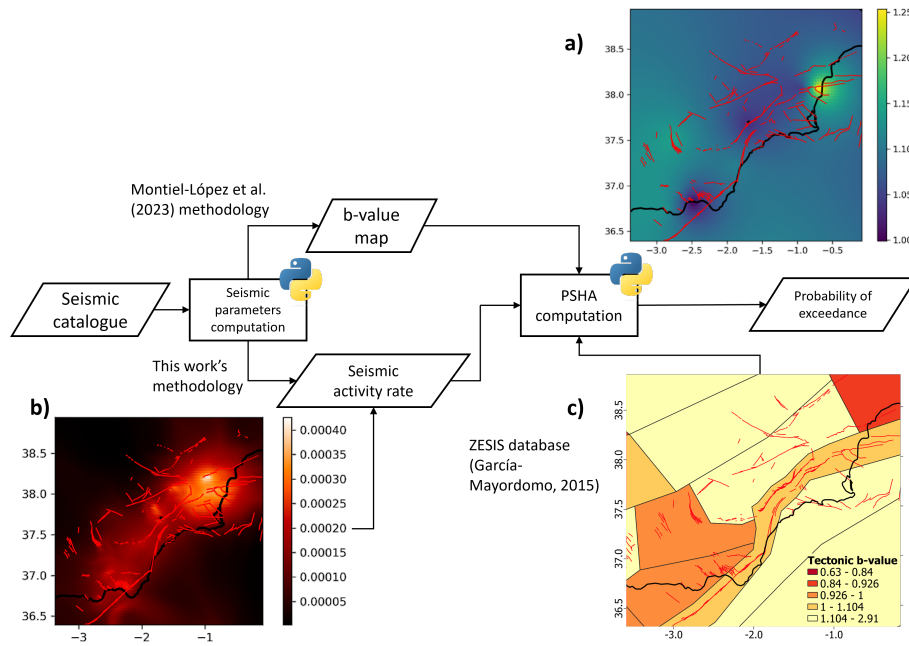 a)
1.25
1.20
1.15
1.10
1.05
1.00
38.5
38.0
37.5
37.0
36.5
−3.0
−2.5
−2.0
−1.5
−1.0
−0.5
Montiel-López et al.
(2023) methodology
b-value
map
Seismic
catalogue
Seismic
parameters
computation
PSHA
computation
Probability of
exceedance
This work's
methodology
Seismic
activity rate
b)
0.00040
0.00035
0.00030
0.00025
0.00020
0.00015
0.00010
0.00005
38.5
38.0
37.5
37.0
36.5
−3
−2
−1
ZESIS database
(García-
Mayordomo, 2015)
c)
38.5
38.0
37.5
37.0
36.5
-3.0
-2.0
-1.0
Tectonic b-value
0.63 - 0.84
0.84 - 0.926
0.926 - 1
1 - 1.104
1.104 - 2.91